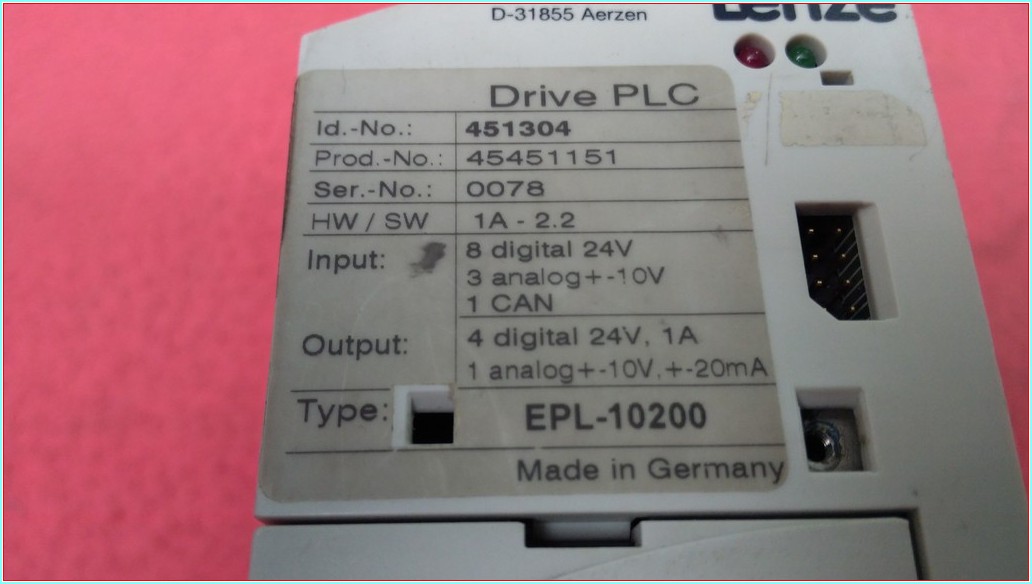 D-31855 Aerzen
Lenze
Drive PLC
Id.-No.: 451304
Prod.-No.: 45451151
Ser.-No.: 0078
HW / SW 1A - 2.2
Input: 8 digital 24V
3 analog+-10V
1 CAN
Output: 4 digital 24V, 1A
1 analog+-10V,+-20mA
Type: EPL-10200
Made in Germany